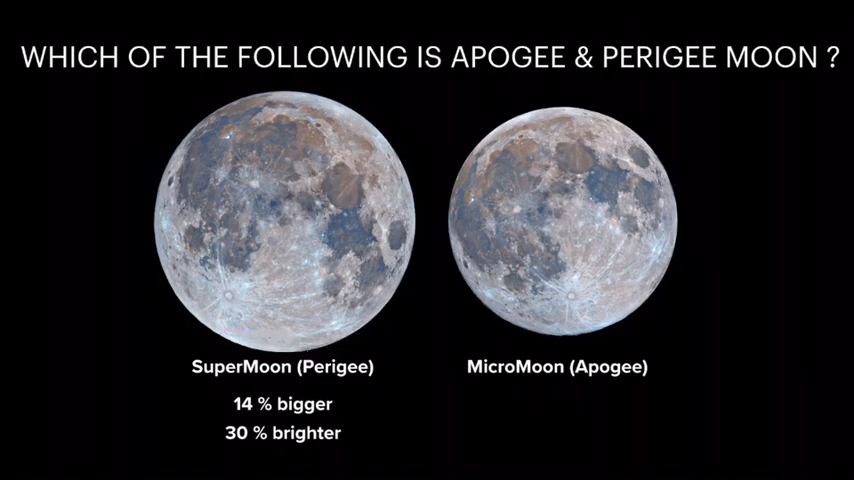 WHICH OF THE FOLLOWING IS APOGEE & PERIGEE MOON ?
SuperMoon (Perigee)
MicroMoon (Apogee)
14 % bigger
30 % brighter